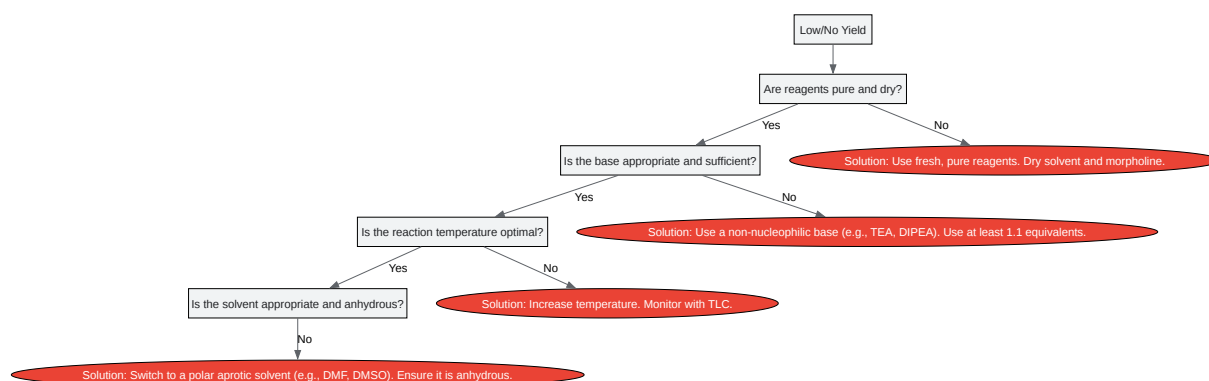 Low/No Yield
Are reagents pure and dry?
Yes
No
Is the base appropriate and sufficient?
Solution: Use fresh, pure reagents. Dry solvent and morpholine.
Yes
No
Is the reaction temperature optimal?
Solution: Use a non-nucleophilic base (e.g., TEA, DIPEA). Use at least 1.1 equivalents.
Yes
No
Is the solvent appropriate and anhydrous?
Solution: Increase temperature. Monitor with TLC.
No
Solution: Switch to a polar aprotic solvent (e.g., DMF, DMSO). Ensure it is anhydrous.